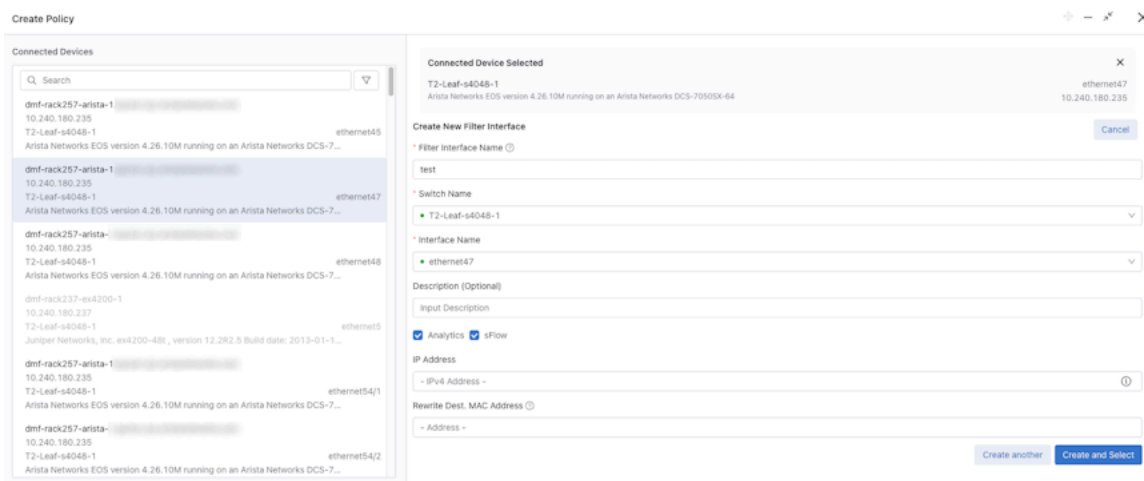 Create Policy
Connected Devices
Search
dmf-rack257-arista-1
10.240.180.235
T2-Leaf-s4048-1 ethernet45
Arista Networks EOS version 4.26.10M running on an Arista Networks DCS-7...
dmf-rack257-arista-1
10.240.180.235
T2-Leaf-s4048-1 ethernet47
Arista Networks EOS version 4.26.10M running on an Arista Networks DCS-7...
dmf-rack257-arista-
10.240.180.235
T2-Leaf-s4048-1 ethernet48
Arista Networks EOS version 4.26.10M running on an Arista Networks DCS-7...
dmf-rack237-ex4200-1
10.240.180.237
T2-Leaf-s4048-1 ethernet5
Juniper Networks, Inc. ex4200-48t , version 12.2R2.5 Build date: 2013-01-1...
dmf-rack257-arista-1
10.240.180.235
T2-Leaf-s4048-1 ethernet54/1
Arista Networks EOS version 4.26.10M running on an Arista Networks DCS-7...
dmf-rack257-arista-
10.240.180.235
T2-Leaf-s4048-1 ethernet54/2
Arista Networks EOS version 4.26.10M running on an Arista Networks DCS-7...
Connected Device Selected
T2-Leaf-s4048-1 ethernet47
Arista Networks EOS version 4.26.10M running on an Arista Networks DCS-7050SX-64 10.240.180.235
Create New Filter Interface Cancel
* Filter Interface Name
test
* Switch Name
T2-Leaf-s4048-1
* Interface Name
ethernet47
Description (Optional)
Input Description
Analytics sFlow
IP Address
- IPv4 Address -
Rewrite Dest. MAC Address
- Address -
Create another Create and Select